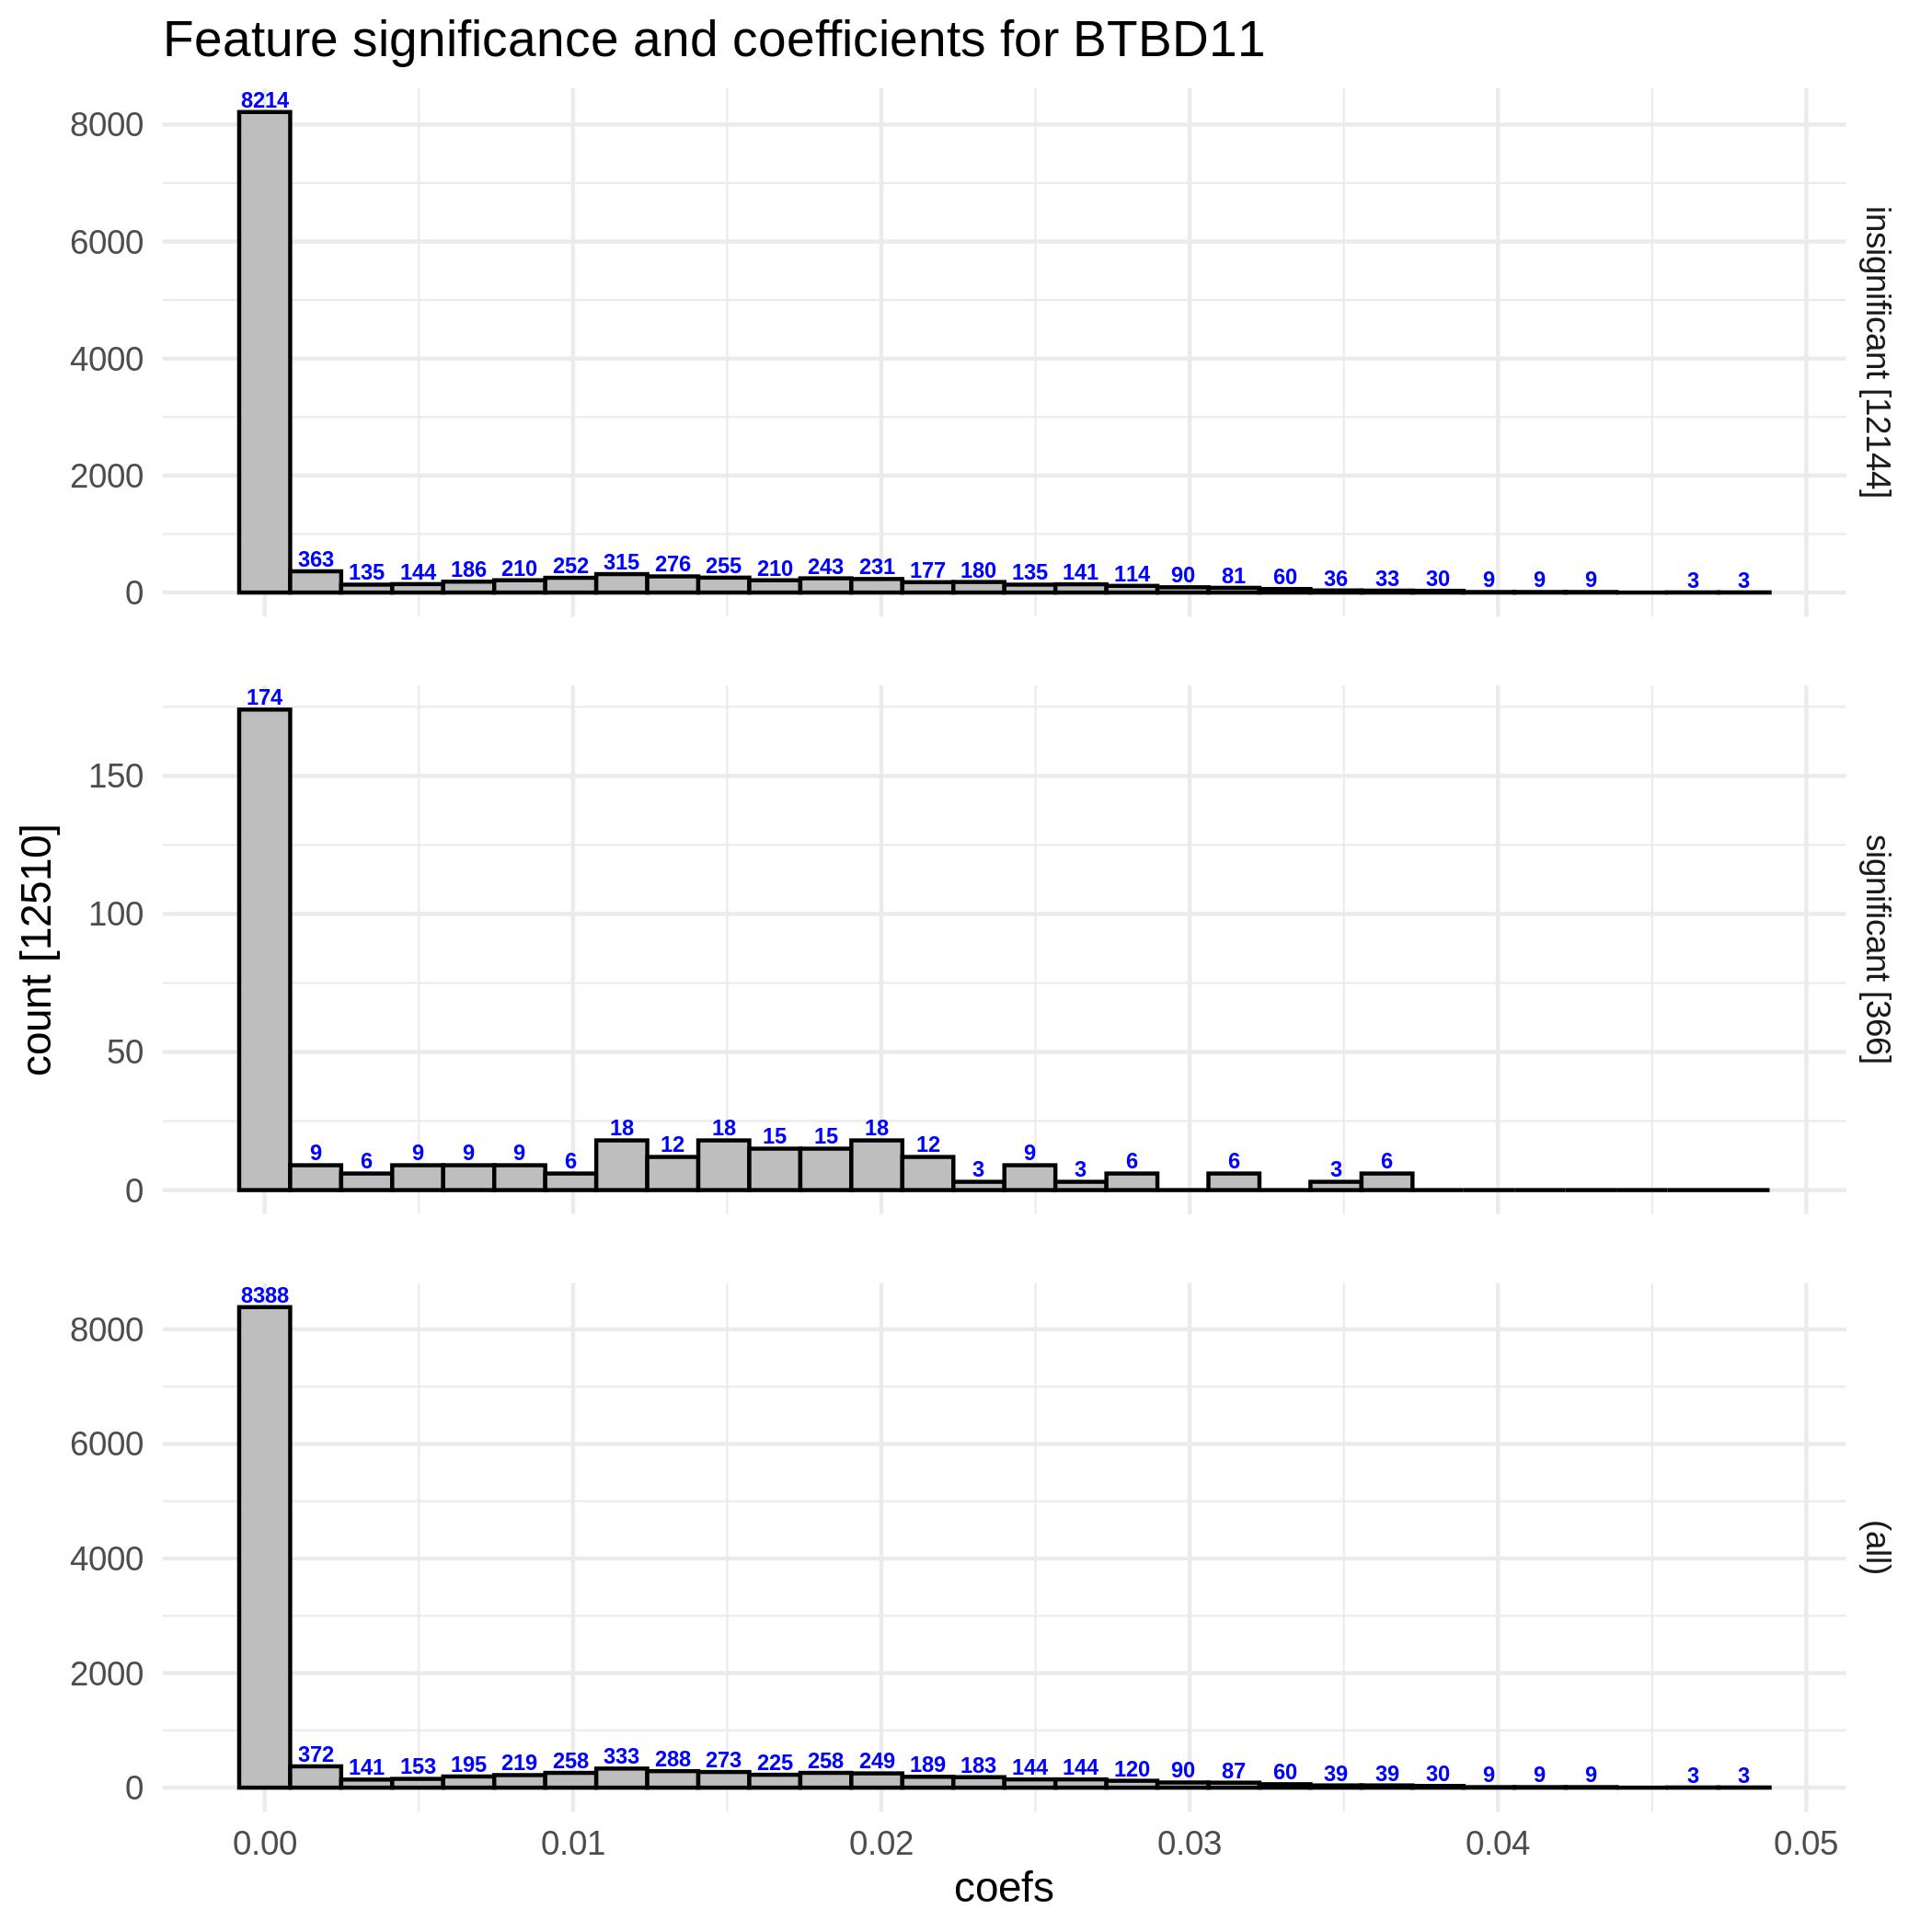 Feature significance and coefficients for BTBD11
8214
8000
6000
4000
2000
0
363 135 144 186 210 252 315 276 255 210 243 231 177 180 135 141 114 90 81 60 36 33 30 9 9 9 3 3
insignificant [12144]
174
150
100
50
0
9 6 9 9 9 6 18 12 18 15 15 18 12 3 9 3 6 6 3 6
significant [366]
count [12510]
8388
8000
6000
4000
2000
0
372 141 153 195 219 258 333 288 273 225 258 249 189 183 144 144 120 90 87 60 39 39 30 9 9 9 3 3
(all)
0.00 0.01 0.02 0.03 0.04 0.05
coefs